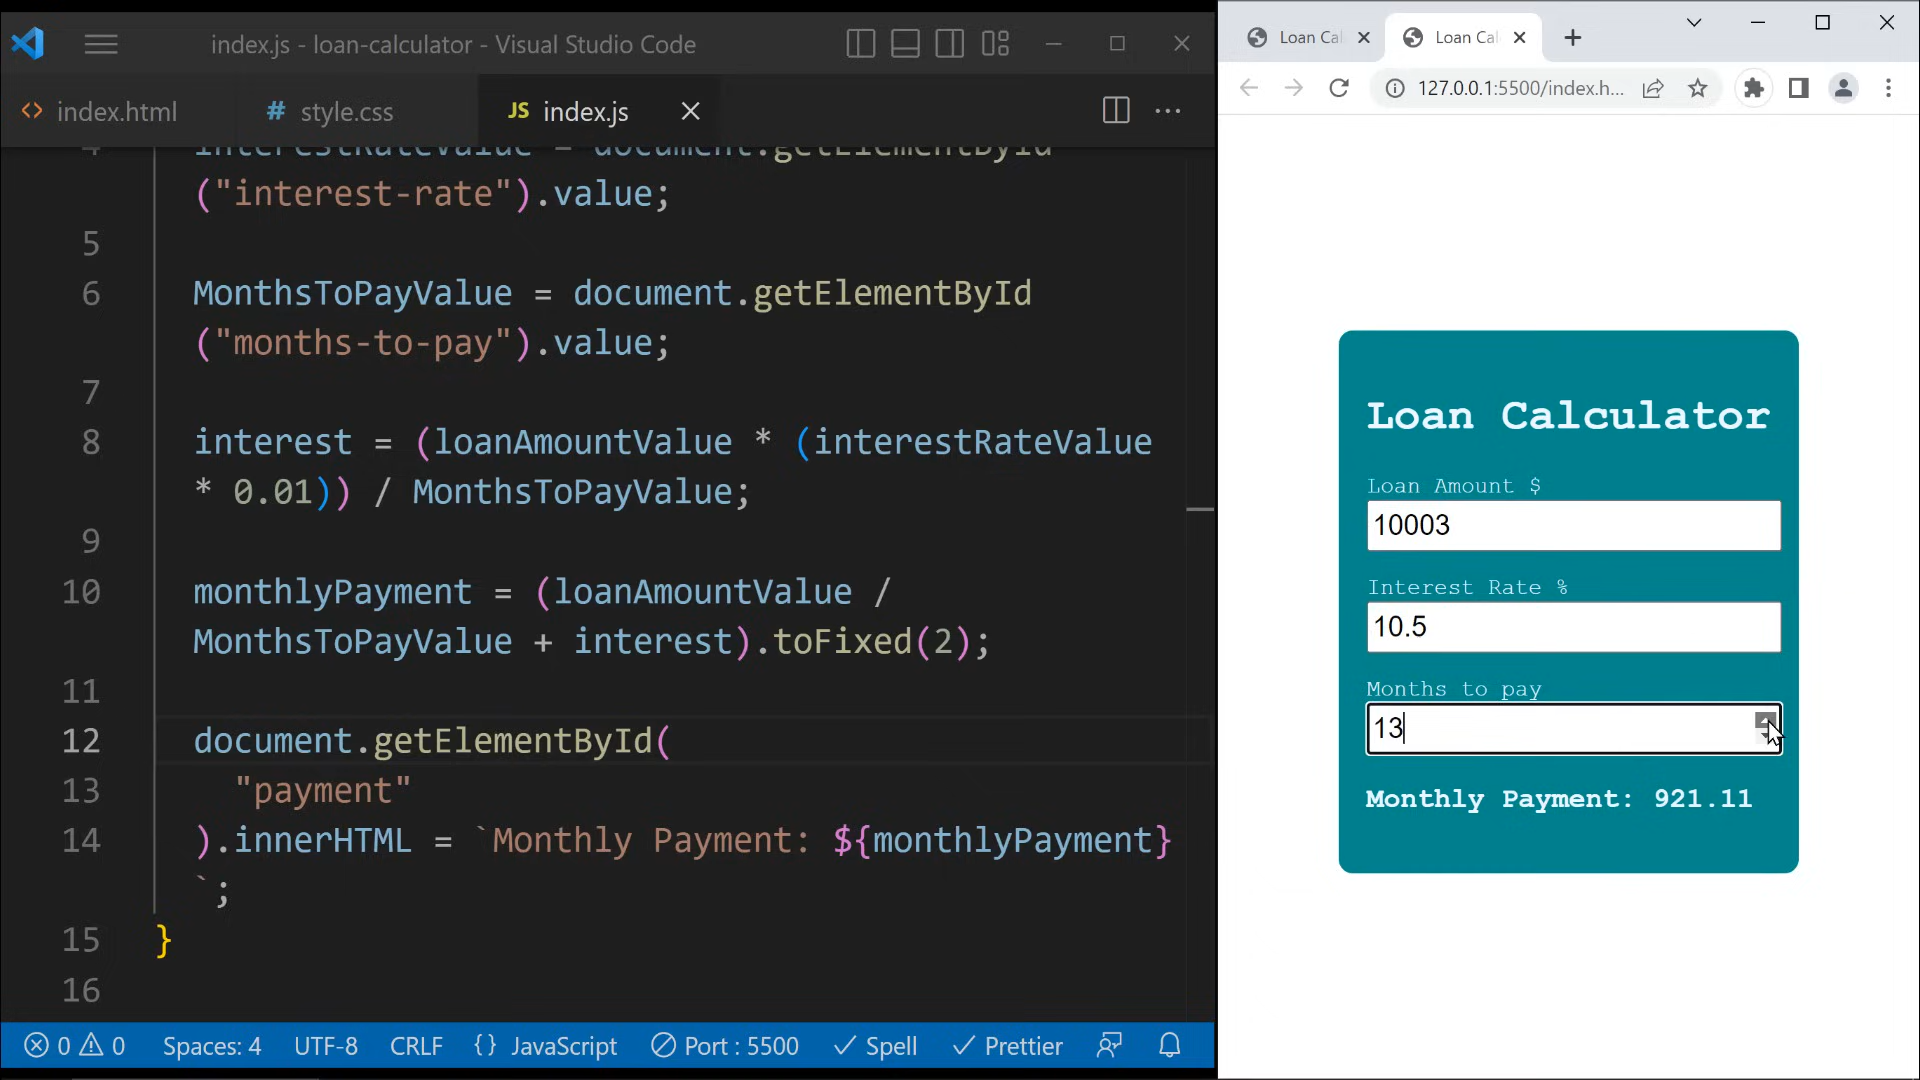 index.js - loan-calculator - Visual Studio Code
index.html
# style.css
JS index.js
4 interestRateValue = document.getElementById
("interest-rate").value;
5
6 MonthsToPayValue = document.getElementById
("months-to-pay").value;
7
8 interest = (loanAmountValue * (interestRateValue
* 0.01)) / MonthsToPayValue;
9
10 monthlyPayment = (loanAmountValue /
MonthsToPayValue + interest).toFixed(2);
11
12 document.getElementById(
13 "payment"
14 ).innerHTML = `Monthly Payment: ${monthlyPayment}
`;
15 }
16
0 0 Spaces: 4 UTF-8 CRLF {} JavaScript Port : 5500 Spell Prettier
Loan Cal
Loan Cal
127.0.0.1:5500/index.h...
Loan Calculator
Loan Amount $
10003
Interest Rate %
10.5
Months to pay
13
Monthly Payment: 921.11